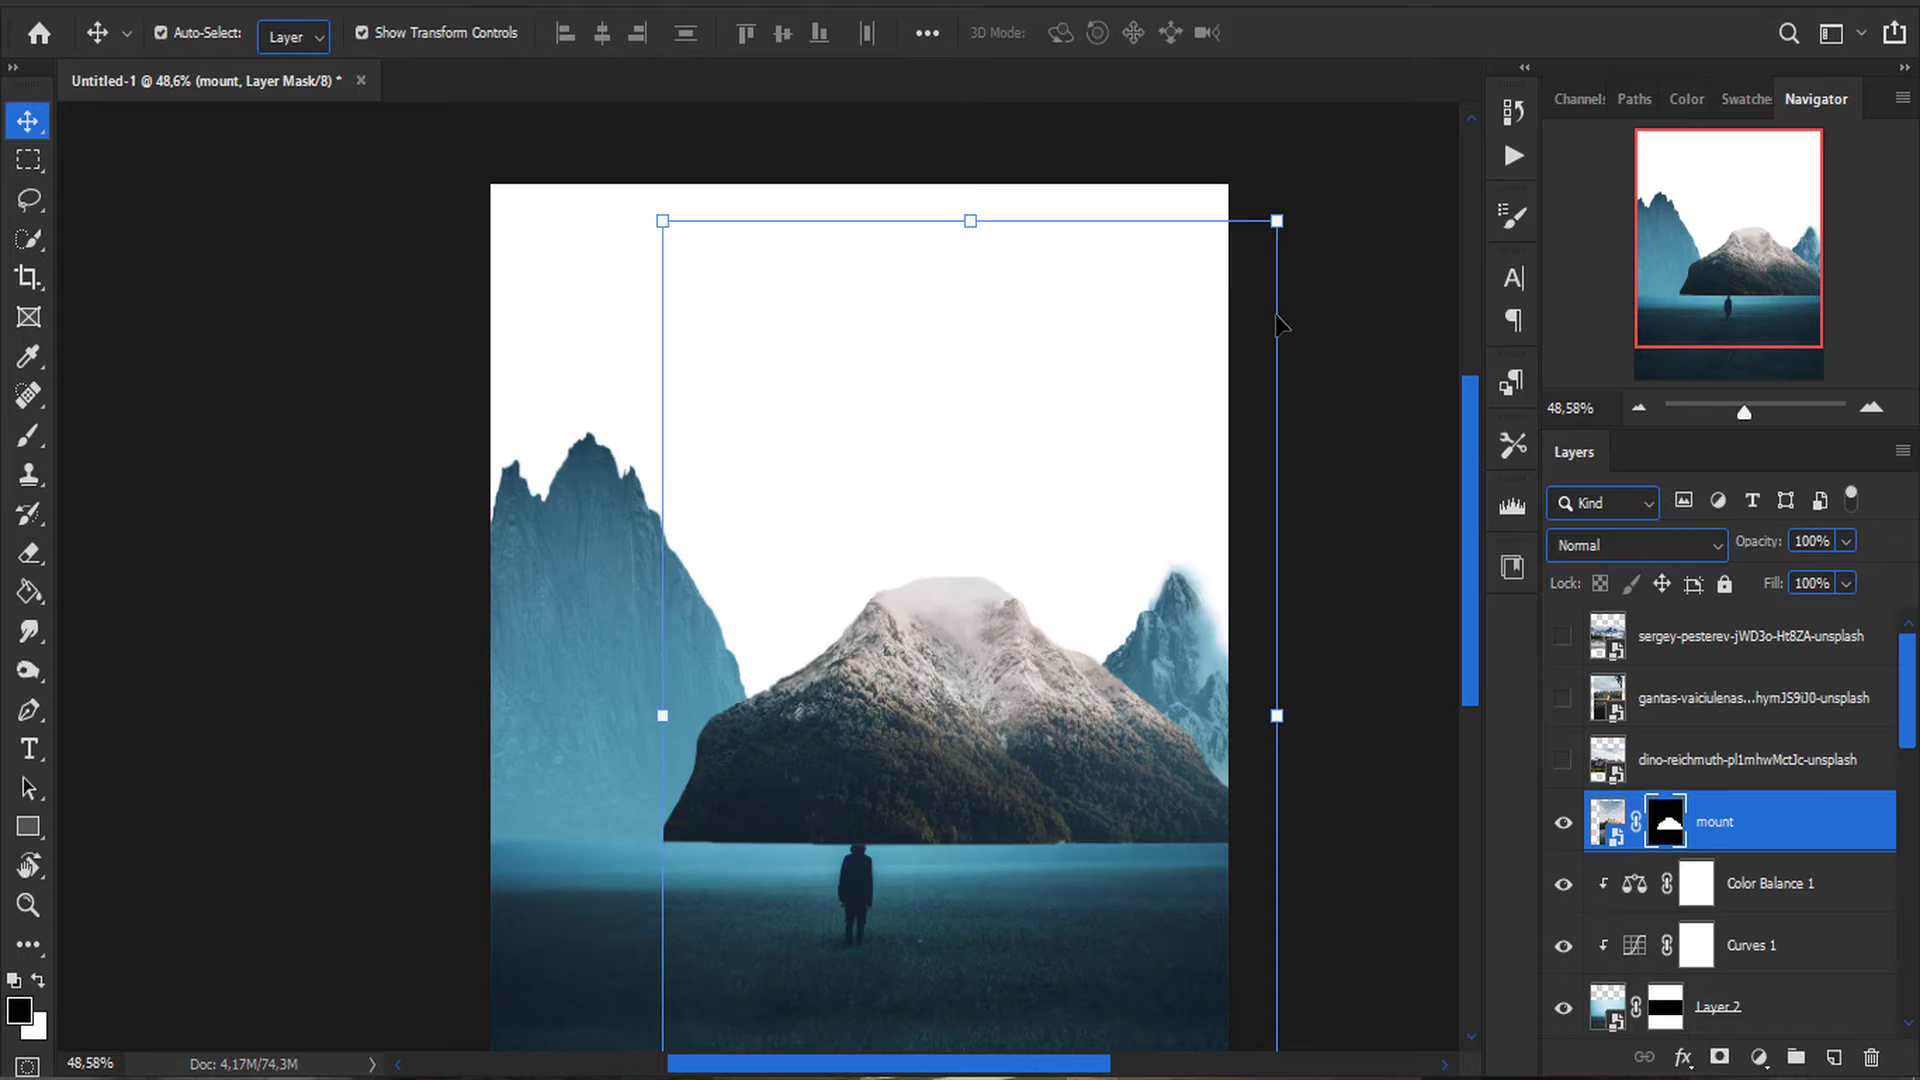 Auto-Select: Layer Show Transform Controls 3D Mode:
Untitled-1 @ 48,6% (mount, Layer Mask/8) *
Channel: Paths Color Swatche Navigator
48,58%
Layers
Kind
Normal Opacity: 100%
Lock: Fill: 100%
sergey-pesterev-jWD3o-Ht8ZA-unsplash
gantas-vaiciulenas...hymJS9iJ0-unsplash
dino-reichmuth-pl1mhwMctJc-unsplash
mount
Color Balance 1
Curves 1
Layer 2
48,58% Doc: 4,17M/74,3M